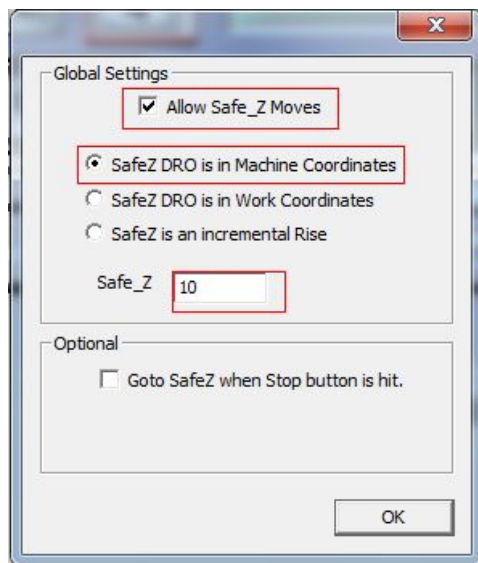 Global Settings
Allow Safe_Z Moves
SafeZ DRO is in Machine Coordinates
SafeZ DRO is in Work Coordinates
SafeZ is an incremental Rise
Safe_Z 10
Optional
Goto SafeZ when Stop button is hit.
OK